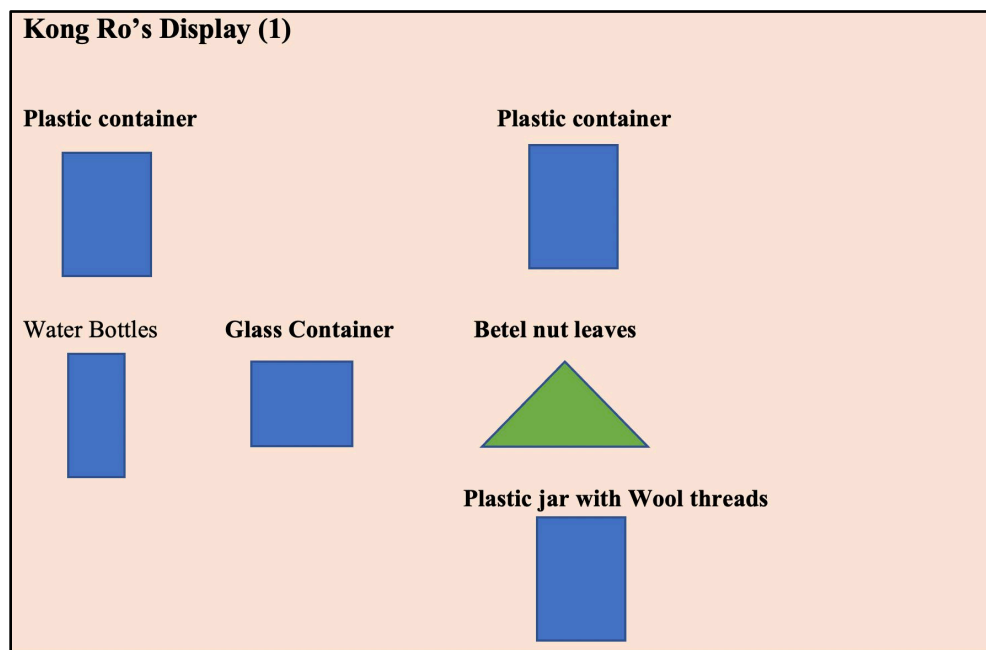 Kong Ro’s Display (1)
Plastic container
Plastic container
Water Bottles
Glass Container
Betel nut leaves
Plastic jar with Wool threads